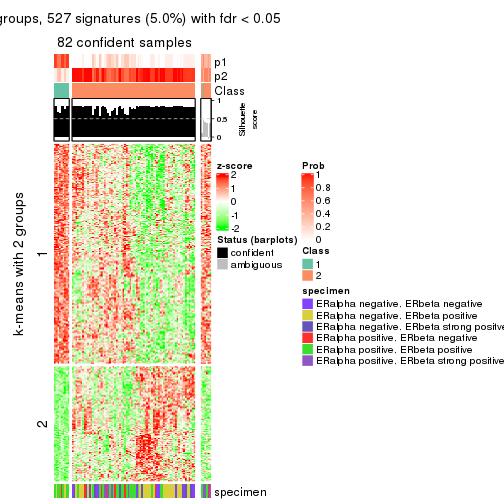 groups, 527 signatures (5.0%) with fdr < 0.05
82 confident samples
p1
p2
Class
1
0.5
0
Silhouette
score
k-means with 2 groups
1
2
z-score
2
1
0
-1
-2
Status (barplots)
confident
ambiguous
Prob
1
0.8
0.6
0.4
0.2
0
Class
1
2
specimen
ERalpha negative. ERbeta negative
ERalpha negative. ERbeta positive
ERalpha negative. ERbeta strong positive
ERalpha positive. ERbeta negative
ERalpha positive. ERbeta positive
ERalpha positive. ERbeta strong positive
specimen